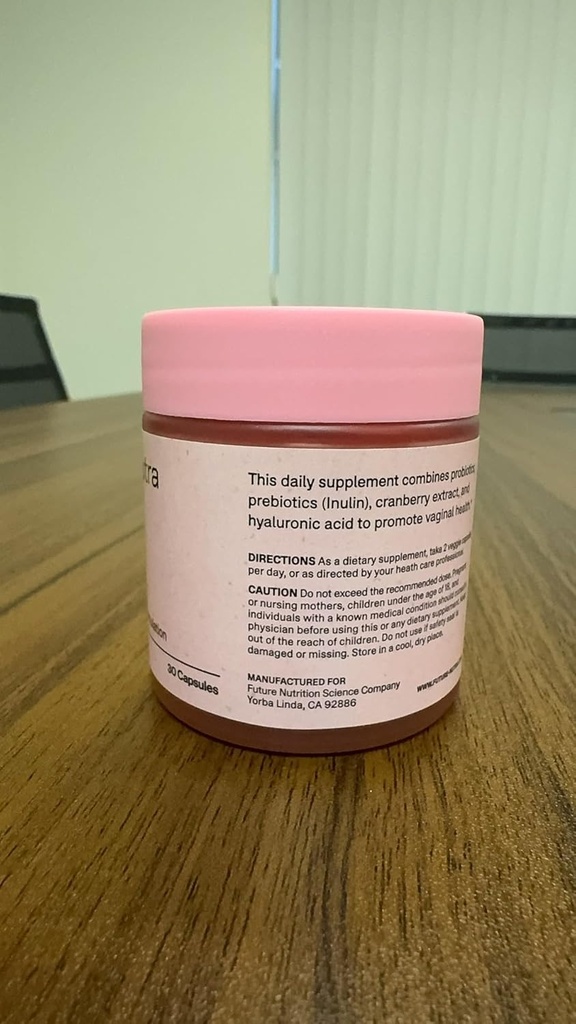 tra
This daily supplement combines probiotics,
prebiotics (Inulin), cranberry extract, and
hyaluronic acid to promote vaginal health.*
DIRECTIONS As a dietary supplement, take 2 veggie capsules
per day, or as directed by your heath care professional.
CAUTION Do not exceed the recommended dose. Pregnant
or nursing mothers, children under the age of 18, and
individuals with a known medical condition should
physician before using this or any dietary supplement.
out of the reach of children. Do not use if safety seal is
damaged or missing. Store in a cool, dry place.
30 Capsules
MANUFACTURED FOR
Future Nutrition Science Company
Yorba Linda, CA 92886
WWW.FUTURE-NUTRI